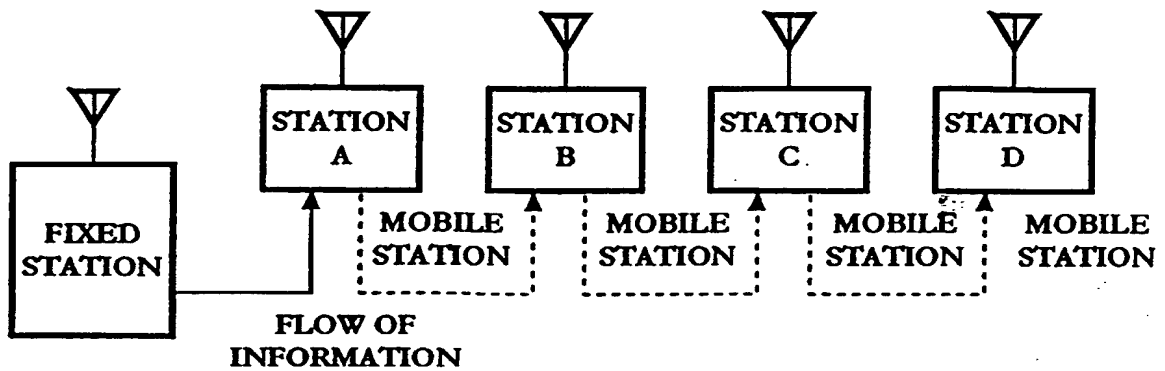 FIXED
STATION
STATION
A
STATION
B
STATION
C
STATION
D
MOBILE
STATION
MOBILE
STATION
MOBILE
STATION
MOBILE
STATION
FLOW OF
INFORMATION